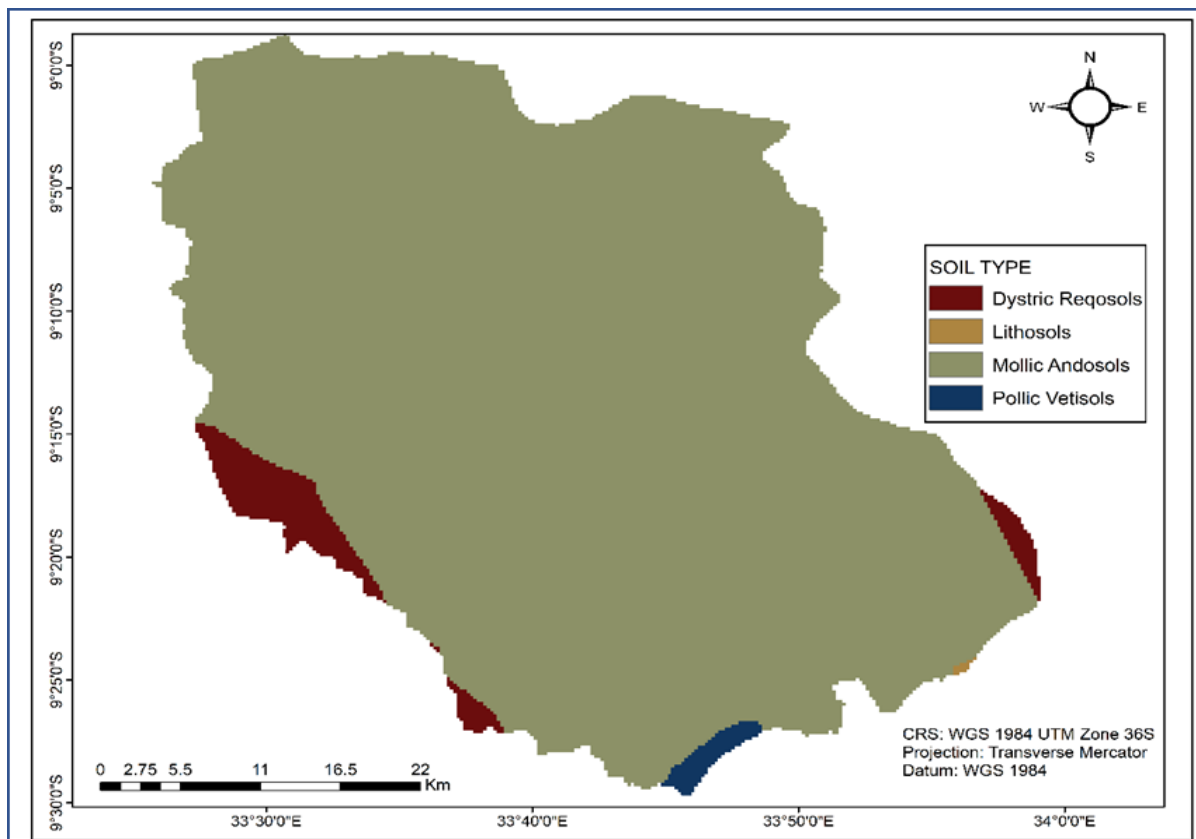 N
W E
S
9°0'0"S
9°5'0"S
9°10'0"S
9°15'0"S
9°20'0"S
9°25'0"S
9°30'0"S
SOIL TYPE
Dystric Reqosols
Lithosols
Mollic Andosols
Pollic Vetisols
CRS: WGS 1984 UTM Zone 36S
Projection: Transverse Mercator
Datum: WGS 1984
0 2.75 5.5 11 16.5 22
Km
33°30'0"E 33°40'0"E 33°50'0"E 34°0'0"E